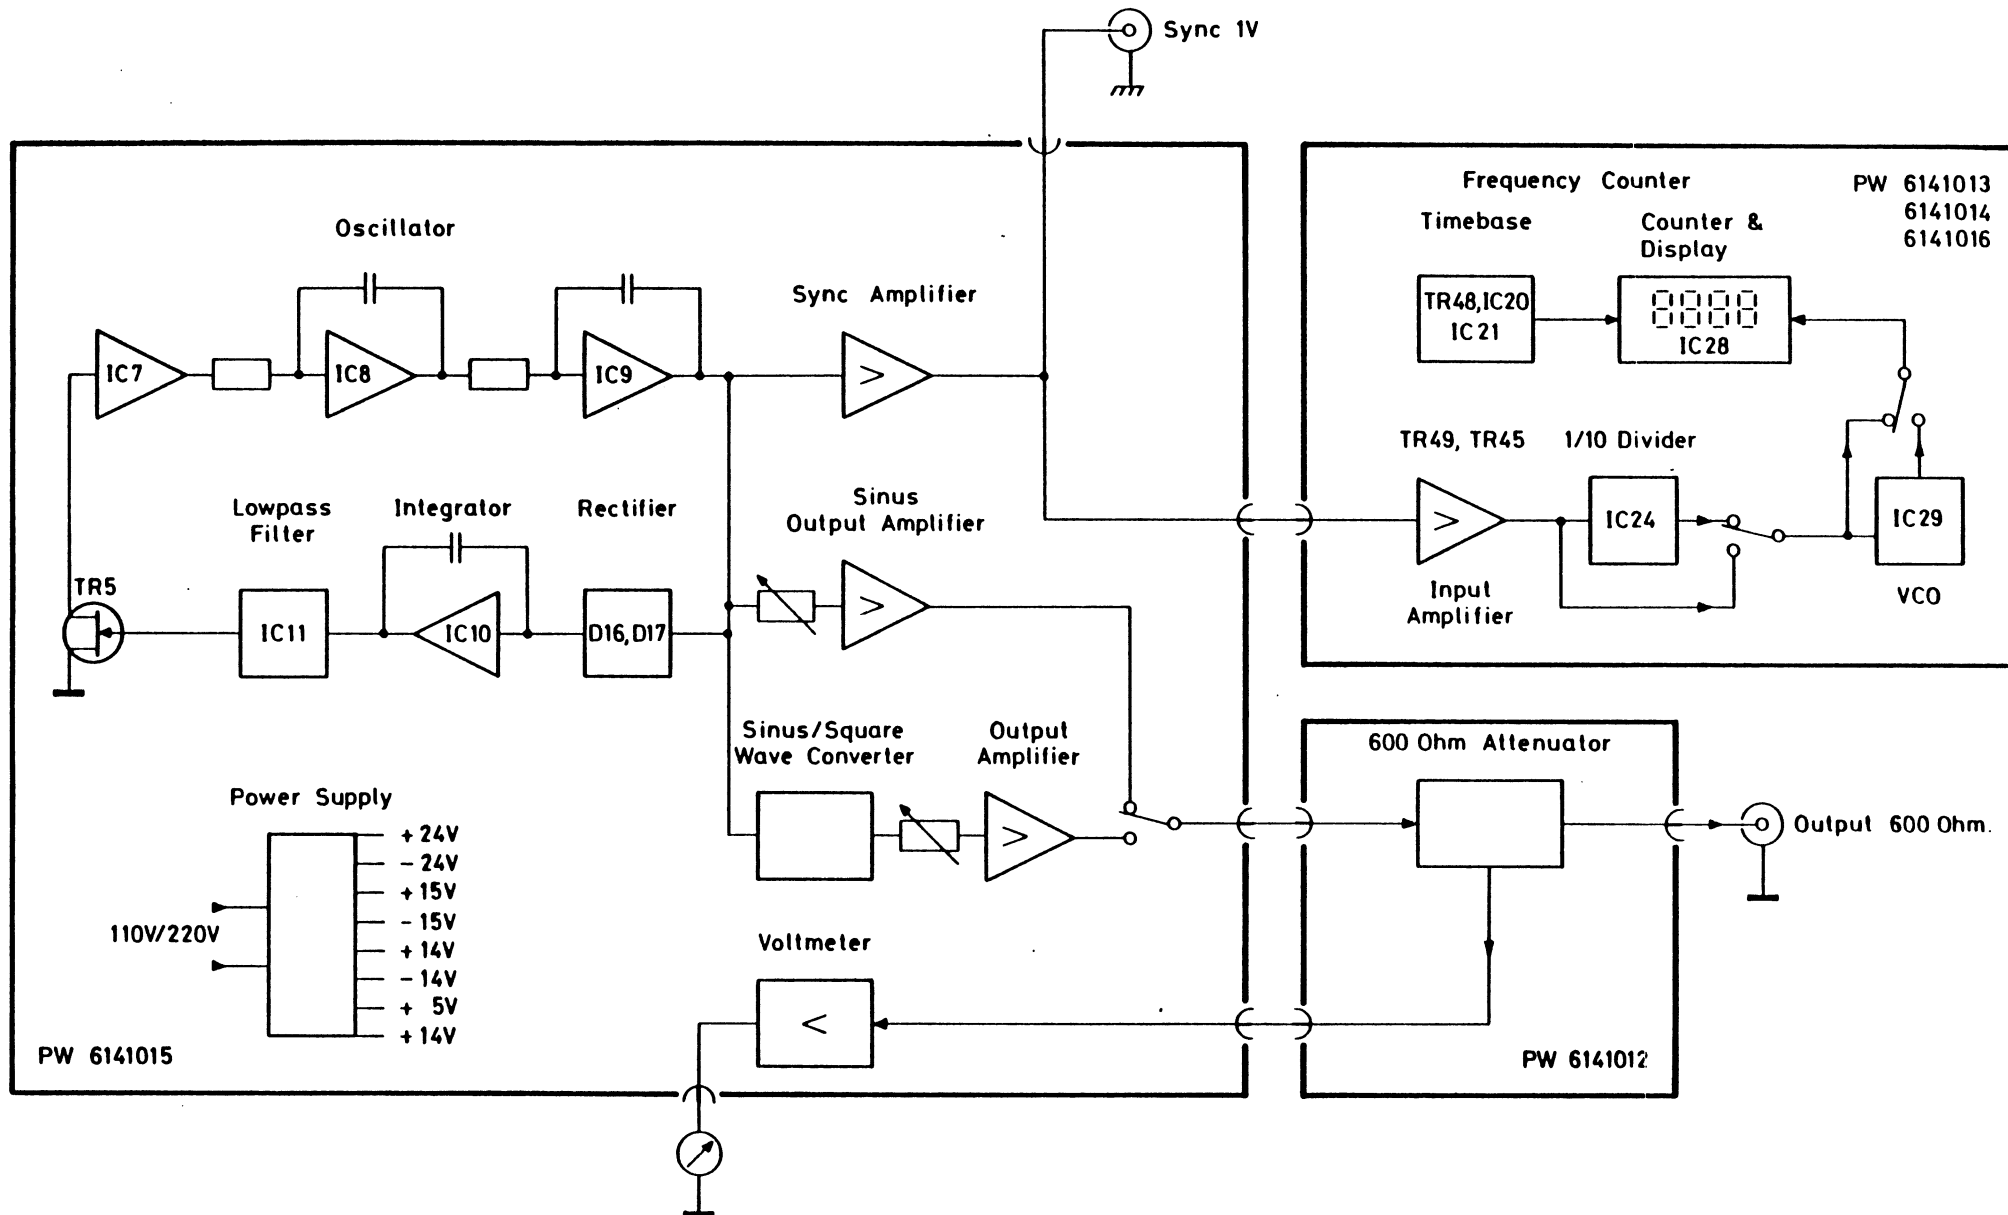 Sync 1V
Frequency Counter
PW 6141013
6141014
6141016
Timebase
Counter &
Display
TR48,IC20
IC21
8888
IC28
Oscillator
Sync Amplifier
IC7
IC8
IC9
>
TR49, TR45
1/10 Divider
>
IC24
IC29
Input
Amplifier
VCO
Lowpass
Filter
Integrator
Rectifier
Sinus
Output Amplifier
TR5
IC11
IC10
D16,D17
>
Sinus/Square
Wave Converter
Output
Amplifier
>
600 Ohm Attenuator
Output 600 Ohm.
Power Supply
110V/220V
+ 24V
- 24V
+ 15V
- 15V
+ 14V
- 14V
+ 5V
+ 14V
Voltmeter
<
PW 6141015
PW 6141012